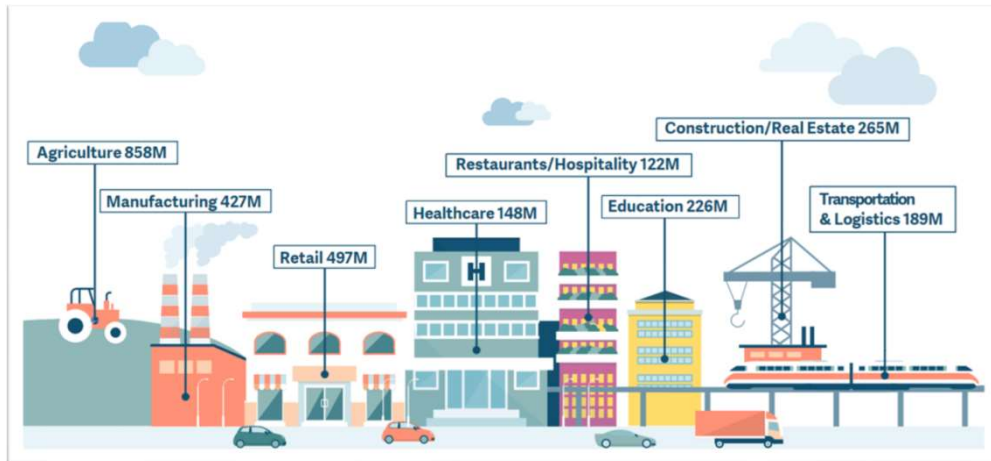 Agriculture 858M
Manufacturing 427M
Retail 497M
Healthcare 148M
Restaurants/Hospitality 122M
Education 226M
Construction/Real Estate 265M
Transportation
& Logistics 189M
H